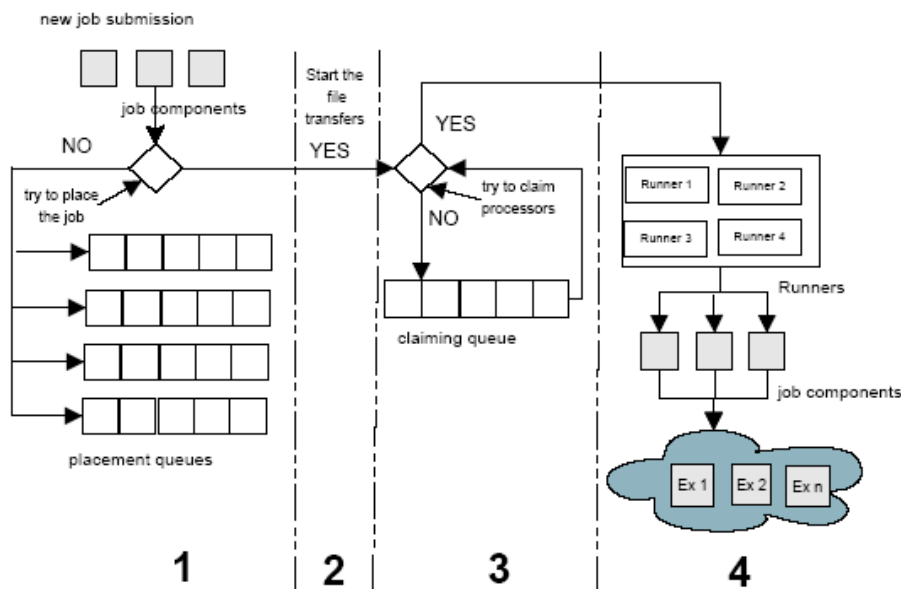 new job submission
job components
NO
try to place
the job
placement queues
Start the
file
transfers
YES
YES
try to claim
processors
NO
claiming queue
Runner 1
Runner 2
Runner 3
Runner 4
Runners
job components
Ex 1
Ex 2
Ex n
1
2
3
4